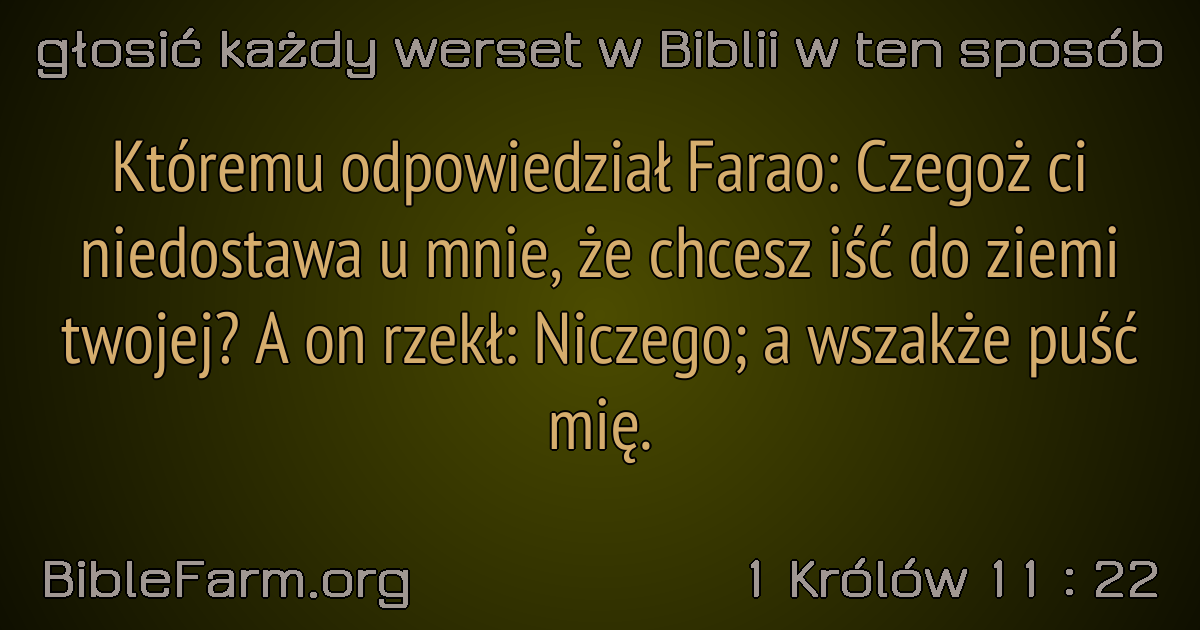 głosić każdy werset w Biblii w ten sposób
Któremu odpowiedział Farao: Czegoż ci
niedostawa u mnie, że chcesz iść do ziemi
twojej? A on rzekł: Niczego; a wszakże puść
mię.
BibleFarm.org
1 Królów 11 : 22